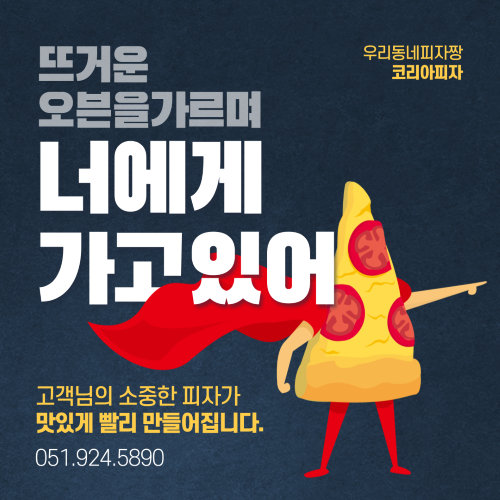 뜨거운
오븐을가르며
너에게
가고있어
우리동네피자짱
코리아피자
고객님의 소중한 피자가
맛있게 빨리 만들어집니다.
051.924.5890